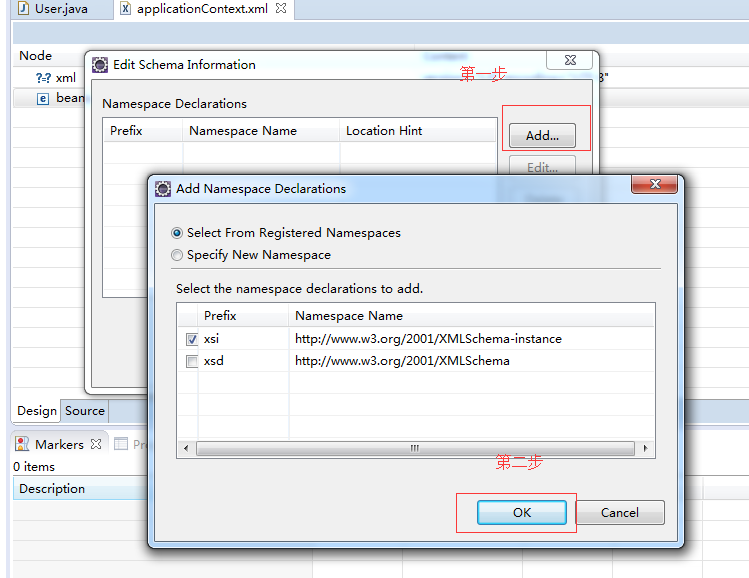 User.java applicationContext.xml
Node
?=? xml
e bean
Edit Schema Information
第一步
Namespace Declarations
Prefix Namespace Name Location Hint
Add...
Edit...
Add Namespace Declarations
Select From Registered Namespaces
Specify New Namespace
Select the namespace declarations to add.
Prefix Namespace Name
xsi http://www.w3.org/2001/XMLSchema-instance
xsd http://www.w3.org/2001/XMLSchema
第二步
OK Cancel
Design Source
Markers Pr
0 items
Description